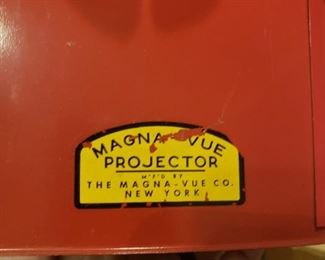 MAGNA-VUE
PROJECTOR
M'F'D BY
THE MAGNA-VUE CO.
NEW YORK